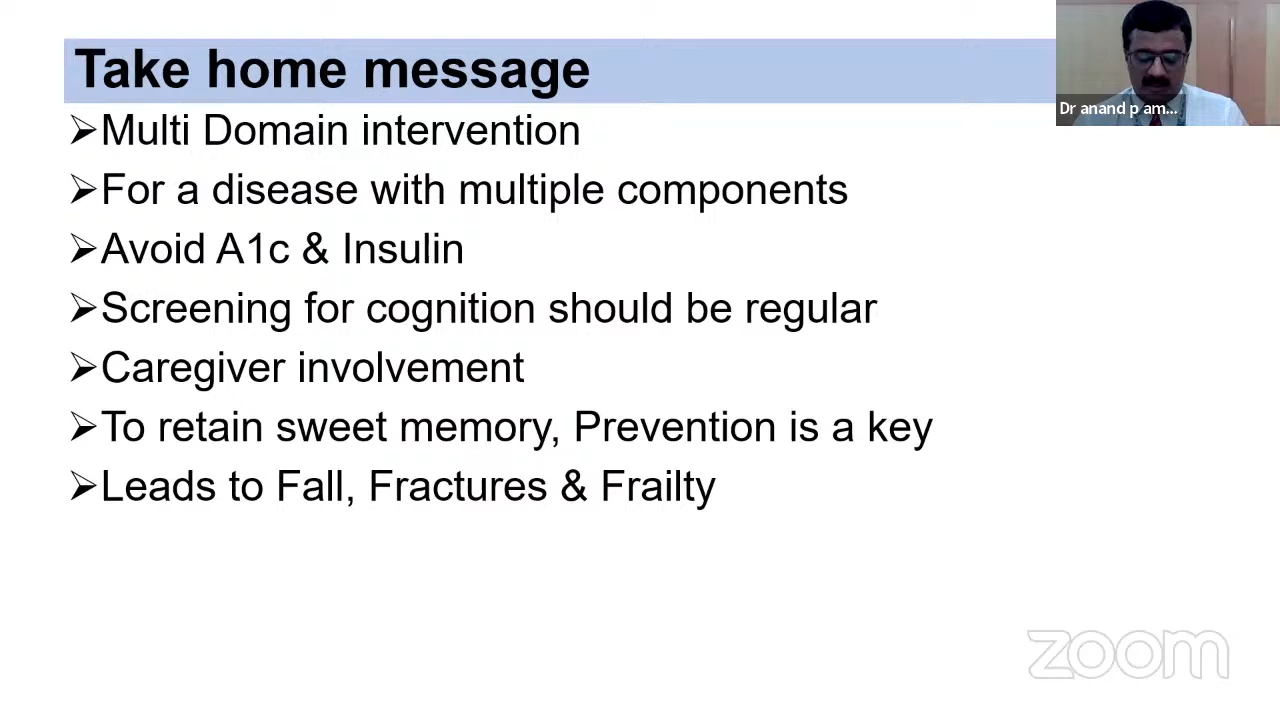 Take home message
Dr anand p am...
➢Multi Domain intervention
➢For a disease with multiple components
➢Avoid A1c & Insulin
➢Screening for cognition should be regular
➢Caregiver involvement
➢To retain sweet memory, Prevention is a key
➢Leads to Fall, Fractures & Frailty
zoom